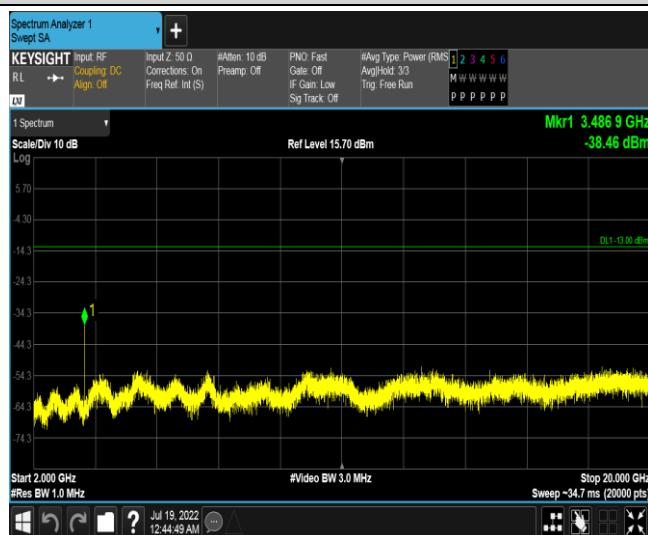 Spectrum Analyzer 1
Swept SA
KEYSIGHT Input: RF Input Z: 50 Ω #Atten: 10 dB PNO: Fast #Avg Type: Power (RMS 1 2 3 4 5 6
RL Coupling: DC Corrections: On Preamp: Off Gate: Off Avg|Hold: 3/3 M W W W W W
Align: Off Freq Ref: Int (S) IF Gain: Low Trig: Free Run
Sig Track: Off P P P P P P
LXI
1 Spectrum Mkr1 3.486 9 GHz
Scale/Div 10 dB Ref Level 15.70 dBm -38.46 dBm
Log
5.70
-4.30
DL1 -13.00 dBm
-14.3
-24.3
-34.3
1
-44.3
-54.3
-64.3
-74.3
Start 2.000 GHz #Video BW 3.0 MHz Stop 20.000 GHz
#Res BW 1.0 MHz Sweep ~34.7 ms (20000 pts)
? Jul 19, 2022
12:44:49 AM